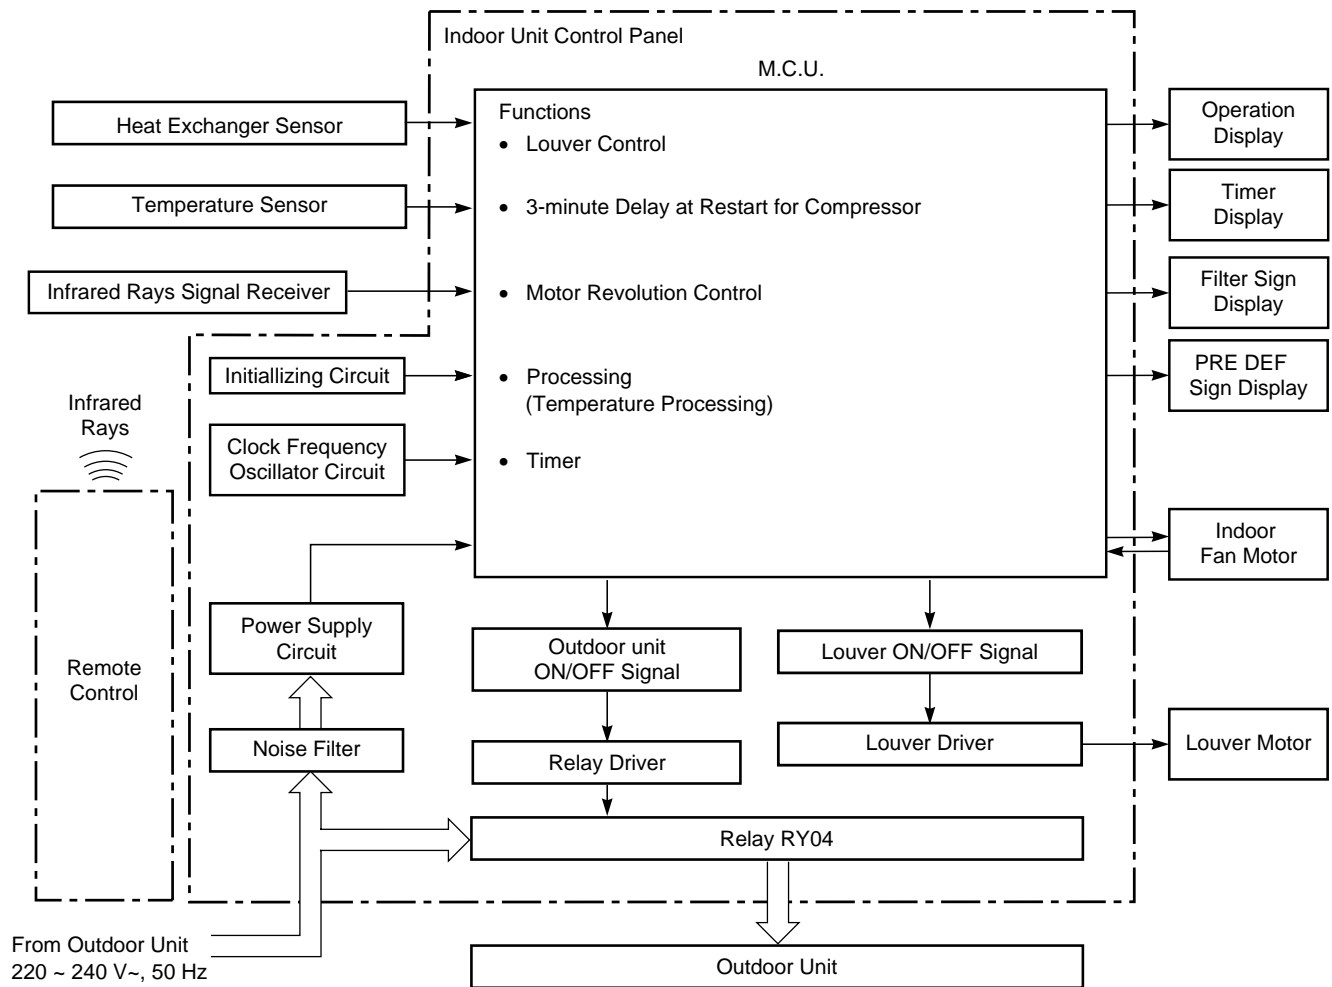 Indoor Unit Control Panel
M.C.U.
Heat Exchanger Sensor
Temperature Sensor
Infrared Rays Signal Receiver
Initiallizing Circuit
Clock Frequency
Oscillator Circuit
Infrared
Rays
Remote
Control
Power Supply
Circuit
Noise Filter
From Outdoor Unit
220 ~ 240 V~, 50 Hz
Functions
• Louver Control
• 3-minute Delay at Restart for Compressor
• Motor Revolution Control
• Processing
(Temperature Processing)
• Timer
Outdoor unit
ON/OFF Signal
Relay Driver
Louver ON/OFF Signal
Louver Driver
Relay RY04
Outdoor Unit
Operation
Display
Timer
Display
Filter Sign
Display
PRE DEF
Sign Display
Indoor
Fan Motor
Louver Motor